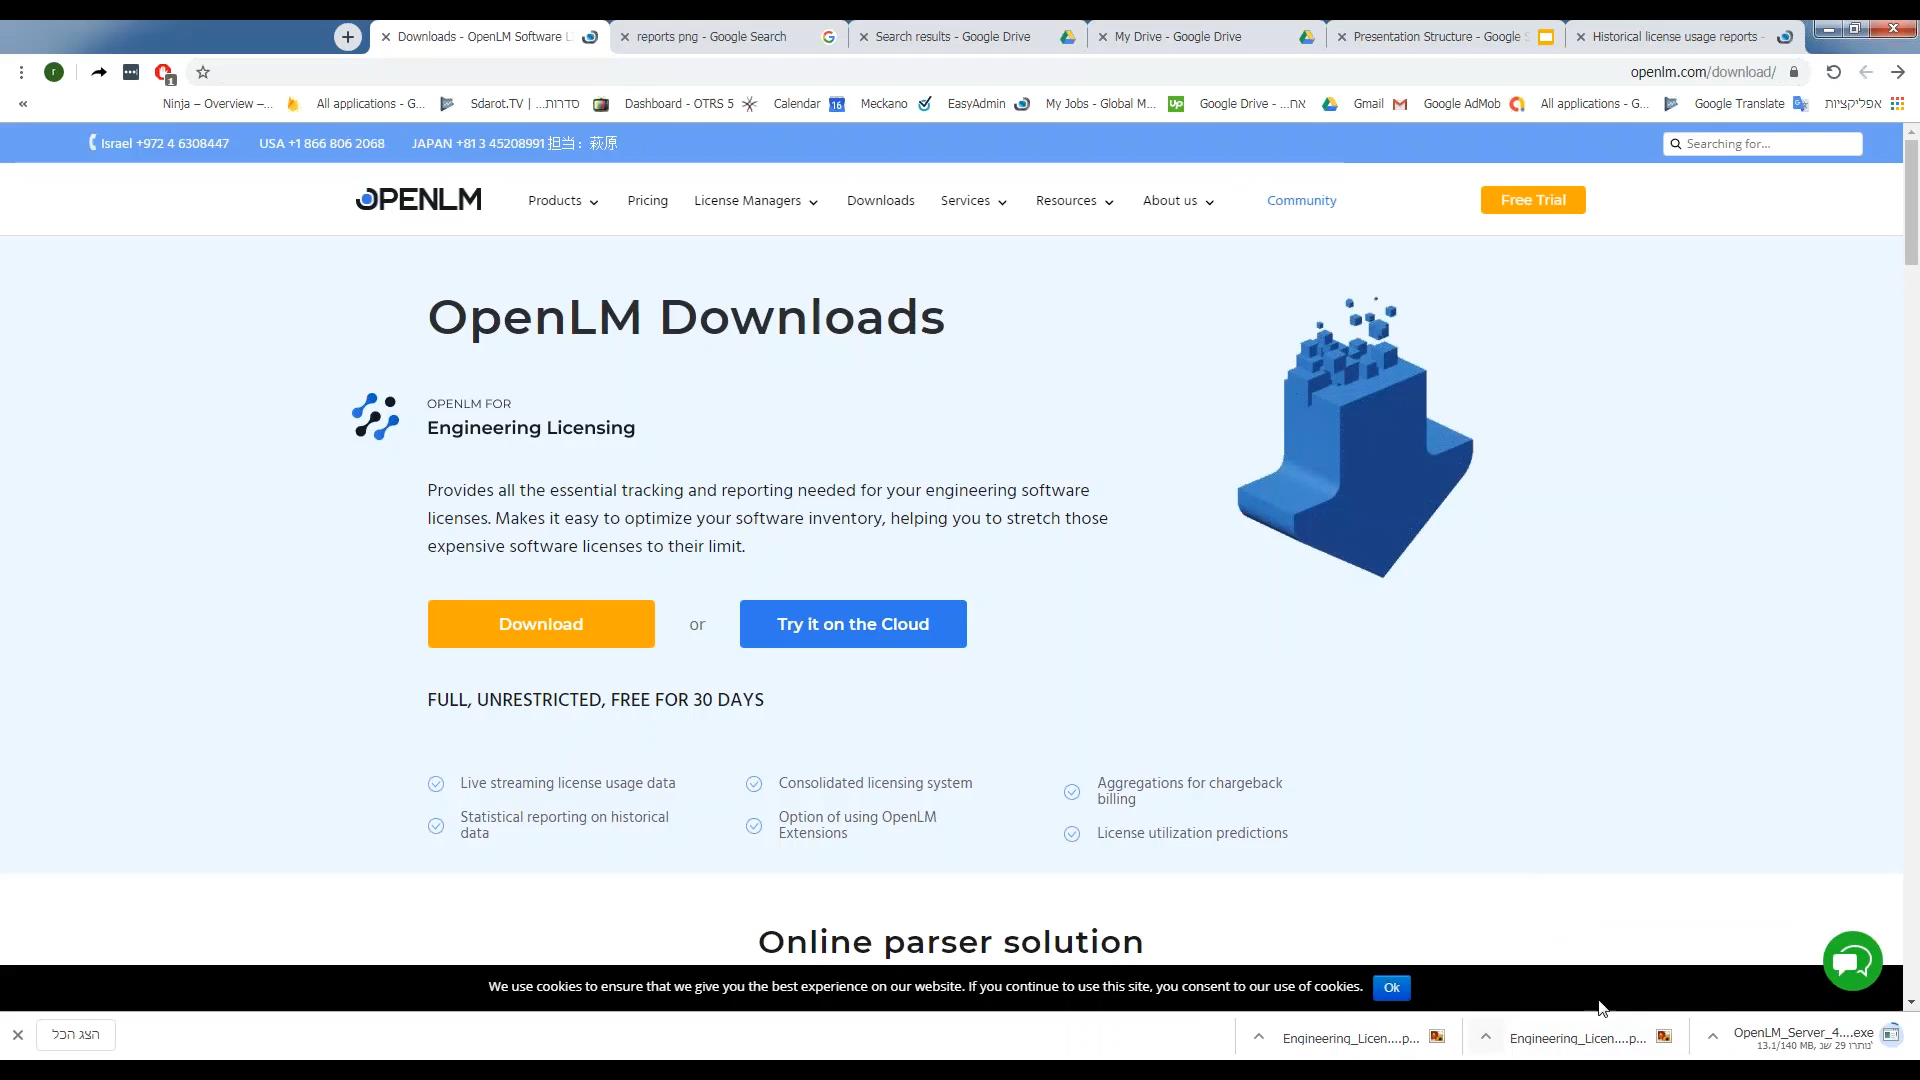 Downloads - OpenLM Software L
reports png - Google Search
Search results - Google Drive
My Drive - Google Drive
Presentation Structure - Google S
Historical license usage reports -
openlm.com/download/
Ninja – Overview –...
All applications - G...
Sdarot.TV | סדרות...
Dashboard - OTRS 5
Calendar
16
Meckano
EasyAdmin
My Jobs - Global M...
Up
Google Drive - ...אח
Gmail
Google AdMob
All applications - G...
Google Translate
אפליקציות
Israel +972 4 6308447
USA +1 866 806 2068
JAPAN +81 3 45208991 担当：萩原
Searching for...
OPENLM
Products
Pricing
License Managers
Downloads
Services
Resources
About us
Community
Free Trial
OpenLM Downloads
OPENLM FOR
Engineering Licensing
Provides all the essential tracking and reporting needed for your engineering software
licenses. Makes it easy to optimize your software inventory, helping you to stretch those
expensive software licenses to their limit.
Download
or
Try it on the Cloud
FULL, UNRESTRICTED, FREE FOR 30 DAYS
Live streaming license usage data
Statistical reporting on historical
data
Consolidated licensing system
Option of using OpenLM
Extensions
Aggregations for chargeback
billing
License utilization predictions
Online parser solution
We use cookies to ensure that we give you the best experience on our website. If you continue to use this site, you consent to our use of cookies.
Ok
הצג הכל
Engineering_Licen....p...
Engineering_Licen....p...
OpenLM_Server_4....exe
13.1/140 MB, נותרו 29 שנ'